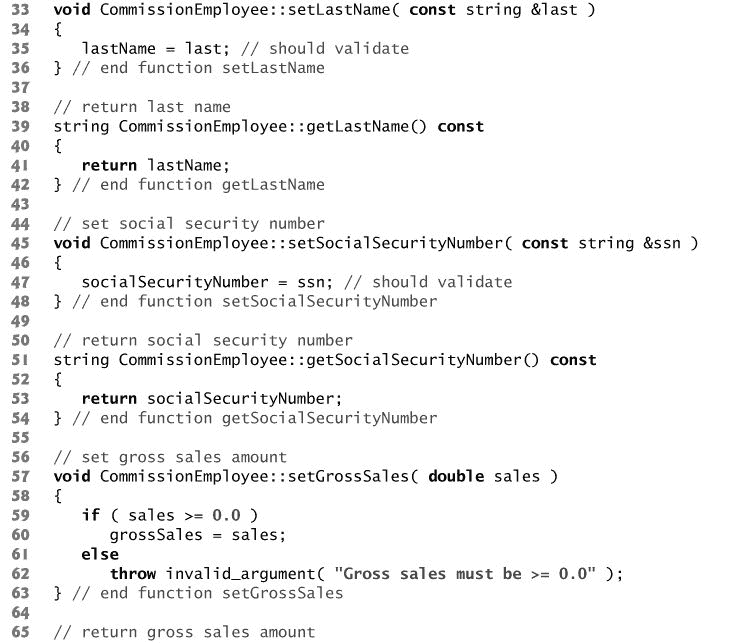 33 void CommissionEmployee::setLastName( const string &last )
34 {
35    lastName = last; // should validate
36 } // end function setLastName
37
38 // return last name
39 string CommissionEmployee::getLastName() const
40 {
41    return lastName;
42 } // end function getLastName
43
44 // set social security number
45 void CommissionEmployee::setSocialSecurityNumber( const string &ssn )
46 {
47    socialSecurityNumber = ssn; // should validate
48 } // end function setSocialSecurityNumber
49
50 // return social security number
51 string CommissionEmployee::getSocialSecurityNumber() const
52 {
53    return socialSecurityNumber;
54 } // end function getSocialSecurityNumber
55
56 // set gross sales amount
57 void CommissionEmployee::setGrossSales( double sales )
58 {
59    if ( sales >= 0.0 )
60       grossSales = sales;
61    else
62       throw invalid_argument( "Gross sales must be >= 0.0" );
63 } // end function setGrossSales
64
65 // return gross sales amount